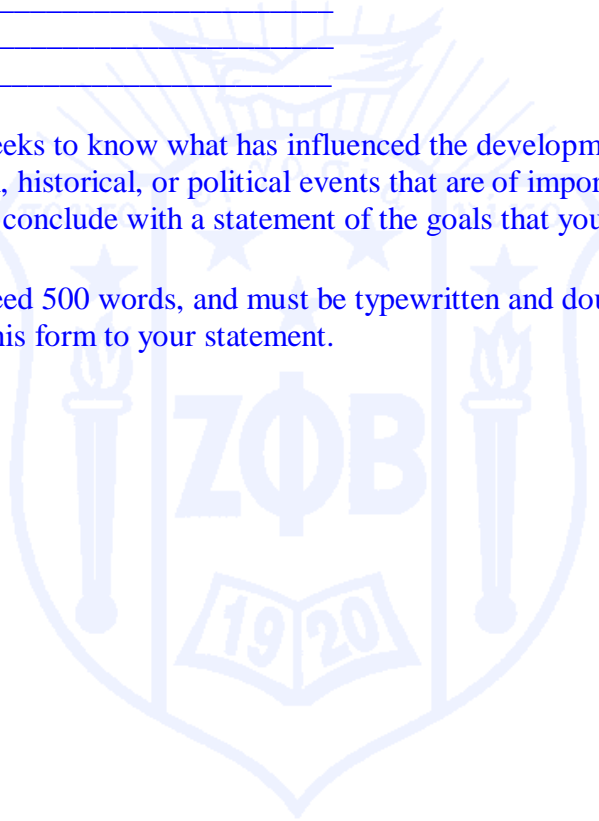 eeks to know what has influenced the developm
, historical, or political events that are of impor
conclude with a statement of the goals that you
eed 500 words, and must be typewritten and dou
his form to your statement.
ΖΦΒ
19 20